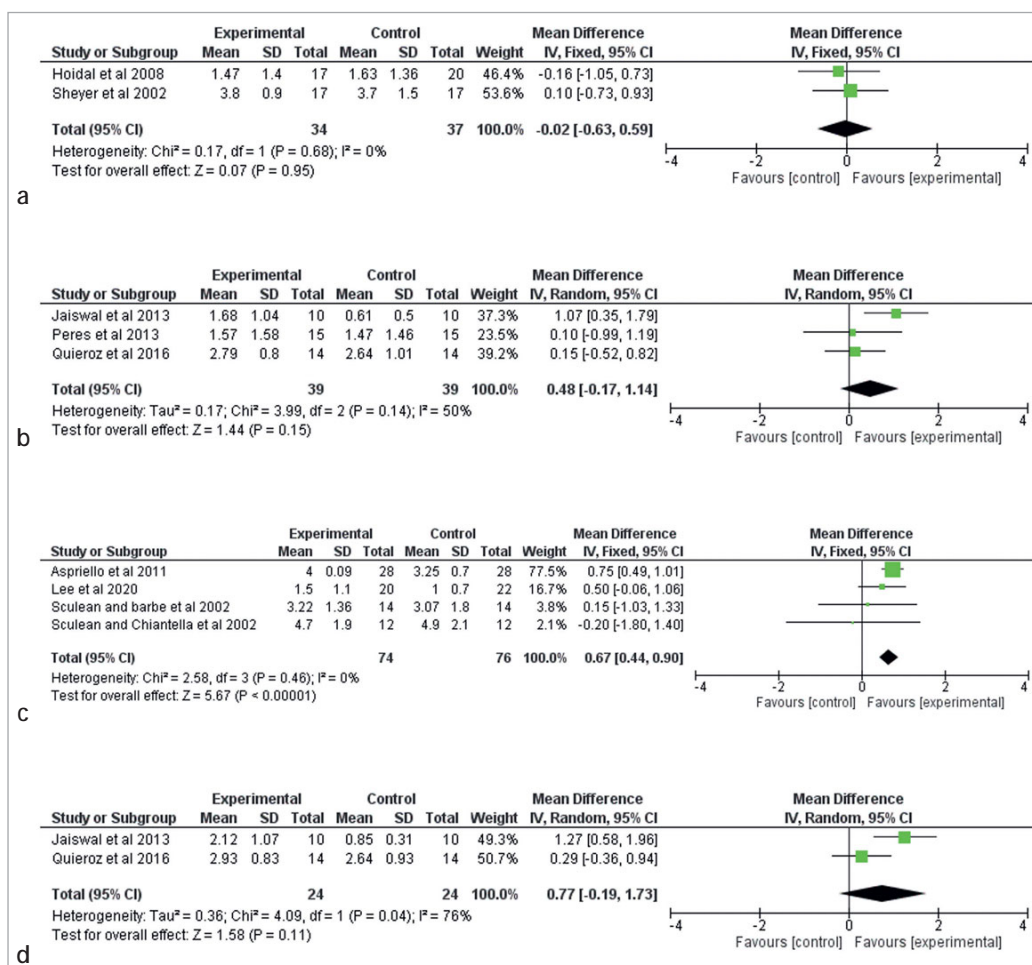 Experimental Control Mean Difference Mean Difference
Study or Subgroup Mean SD Total Mean SD Total Weight IV, Fixed, 95% CI IV, Fixed, 95% CI
Hoidal et al 2008 1.47 1.4 17 1.63 1.36 20 46.4% -0.16 [-1.05, 0.73]
Sheyer et al 2002 3.8 0.9 17 3.7 1.5 17 53.6% 0.10 [-0.73, 0.93]
Total (95% CI) 34 37 100.0% -0.02 [-0.63, 0.59]
Heterogeneity: Chi² = 0.17, df = 1 (P = 0.68); I² = 0%
Test for overall effect: Z = 0.07 (P = 0.95)
-4 -2 0 2 4
Favours [control] Favours [experimental]
a
Experimental Control Mean Difference Mean Difference
Study or Subgroup Mean SD Total Mean SD Total Weight IV, Random, 95% CI IV, Random, 95% CI
Jaiswal et al 2013 1.68 1.04 10 0.61 0.5 10 37.3% 1.07 [0.35, 1.79]
Peres et al 2013 1.57 1.58 15 1.47 1.46 15 23.5% 0.10 [-0.99, 1.19]
Quieroz et al 2016 2.79 0.8 14 2.64 1.01 14 39.2% 0.15 [-0.52, 0.82]
Total (95% CI) 39 39 100.0% 0.48 [-0.17, 1.14]
Heterogeneity: Tau² = 0.17; Chi² = 3.99, df = 2 (P = 0.14); I² = 50%
Test for overall effect: Z = 1.44 (P = 0.15)
-4 -2 0 2 4
Favours [control] Favours [experimental]
b
Experimental Control Mean Difference Mean Difference
Study or Subgroup Mean SD Total Mean SD Total Weight IV, Fixed, 95% CI IV, Fixed, 95% CI
Aspriello et al 2011 4 0.09 28 3.25 0.7 28 77.5% 0.75 [0.49, 1.01]
Lee et al 2020 1.5 1.1 20 1 0.7 22 16.7% 0.50 [-0.06, 1.06]
Sculean and barbe et al 2002 3.22 1.36 14 3.07 1.8 14 3.8% 0.15 [-1.03, 1.33]
Sculean and Chiantella et al 2002 4.7 1.9 12 4.9 2.1 12 2.1% -0.20 [-1.80, 1.40]
Total (95% CI) 74 76 100.0% 0.67 [0.44, 0.90]
Heterogeneity: Chi² = 2.58, df = 3 (P = 0.46); I² = 0%
Test for overall effect: Z = 5.67 (P < 0.00001)
-4 -2 0 2 4
Favours [control] Favours [experimental]
c
Experimental Control Mean Difference Mean Difference
Study or Subgroup Mean SD Total Mean SD Total Weight IV, Random, 95% CI IV, Random, 95% CI
Jaiswal et al 2013 2.12 1.07 10 0.85 0.31 10 49.3% 1.27 [0.58, 1.96]
Quieroz et al 2016 2.93 0.83 14 2.64 0.93 14 50.7% 0.29 [-0.36, 0.94]
Total (95% CI) 24 24 100.0% 0.77 [-0.19, 1.73]
Heterogeneity: Tau² = 0.36; Chi² = 4.09, df = 1 (P = 0.04); I² = 76%
Test for overall effect: Z = 1.58 (P = 0.11)
-4 -2 0 2 4
Favours [control] Favours [experimental]
d